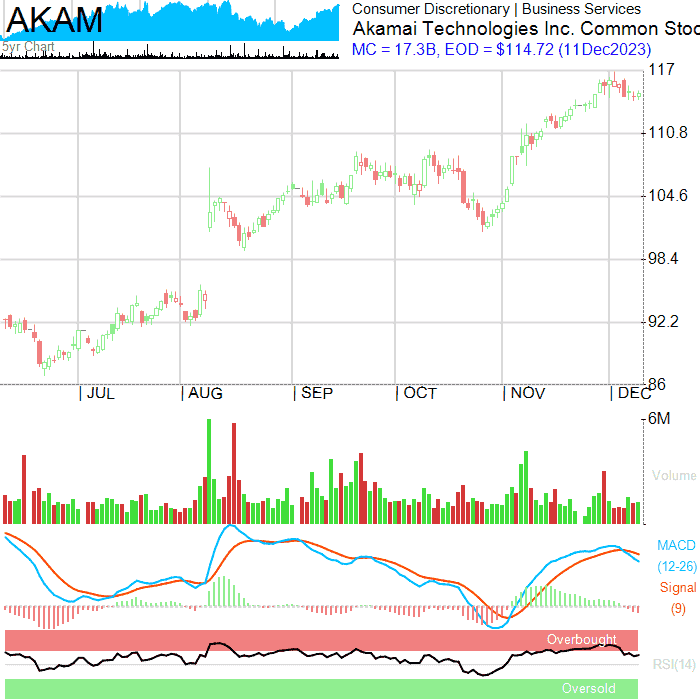 AKAM
5yr Chart
Consumer Discretionary | Business Services
Akamai Technologies Inc. Common Stoc
MC = 17.3B, EOD = $114.72 (11Dec2023)
117
110.8
104.6
98.4
92.2
86
JUL AUG SEP OCT NOV DEC
6M
Volume
MACD
(12-26)
Signal
(9)
Overbought
RSI(14)
Oversold